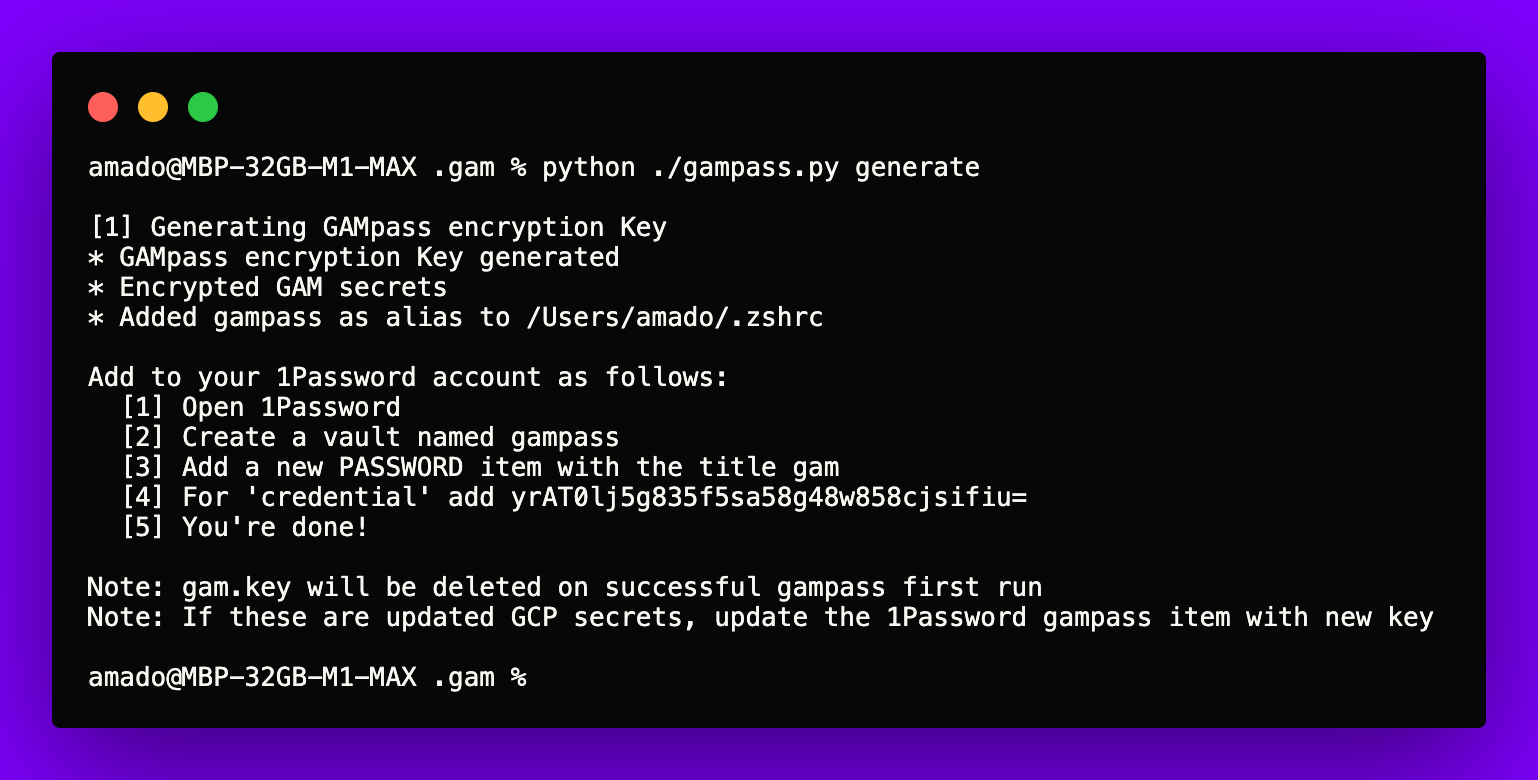 amado@MBP-32GB-M1-MAX .gam % python ./gampass.py generate
[1] Generating GAMpass encryption Key
* GAMpass encryption Key generated
* Encrypted GAM secrets
* Added gampass as alias to /Users/amado/.zshrc
Add to your 1Password account as follows:
[1] Open 1Password
[2] Create a vault named gampass
[3] Add a new PASSWORD item with the title gam
[4] For 'credential' add yrAT0lj5g835f5sa58g48w858cjsifiu=
[5] You're done!
Note: gam.key will be deleted on successful gampass first run
Note: If these are updated GCP secrets, update the 1Password gampass item with new key
amado@MBP-32GB-M1-MAX .gam %